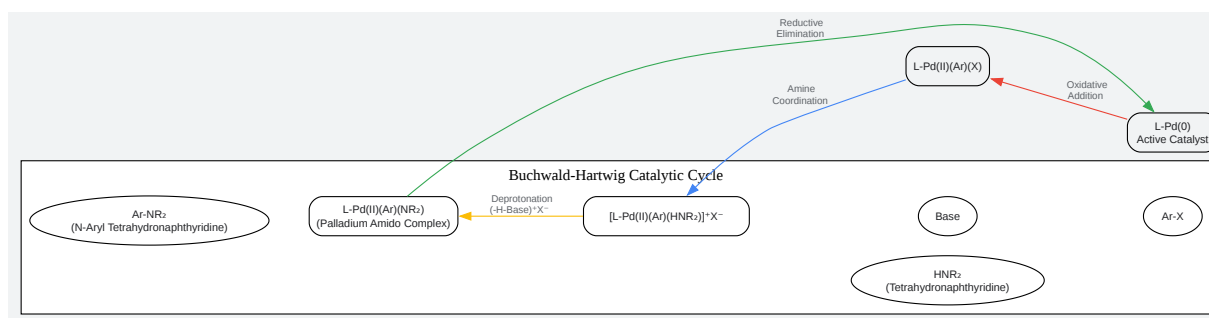 Reductive
Elimination
L-Pd(II)(Ar)(X)
Amine
Coordination
Oxidative
Addition
L-Pd(0)
Active Catalyst
Buchwald-Hartwig Catalytic Cycle
Ar-NR₂
(N-Aryl Tetrahydronaphthyridine)
L-Pd(II)(Ar)(NR₂)
(Palladium Amido Complex)
Deprotonation
(-H-Base)⁺X⁻
[L-Pd(II)(Ar)(HNR₂)]⁺X⁻
Base
Ar-X
HNR₂
(Tetrahydronaphthyridine)